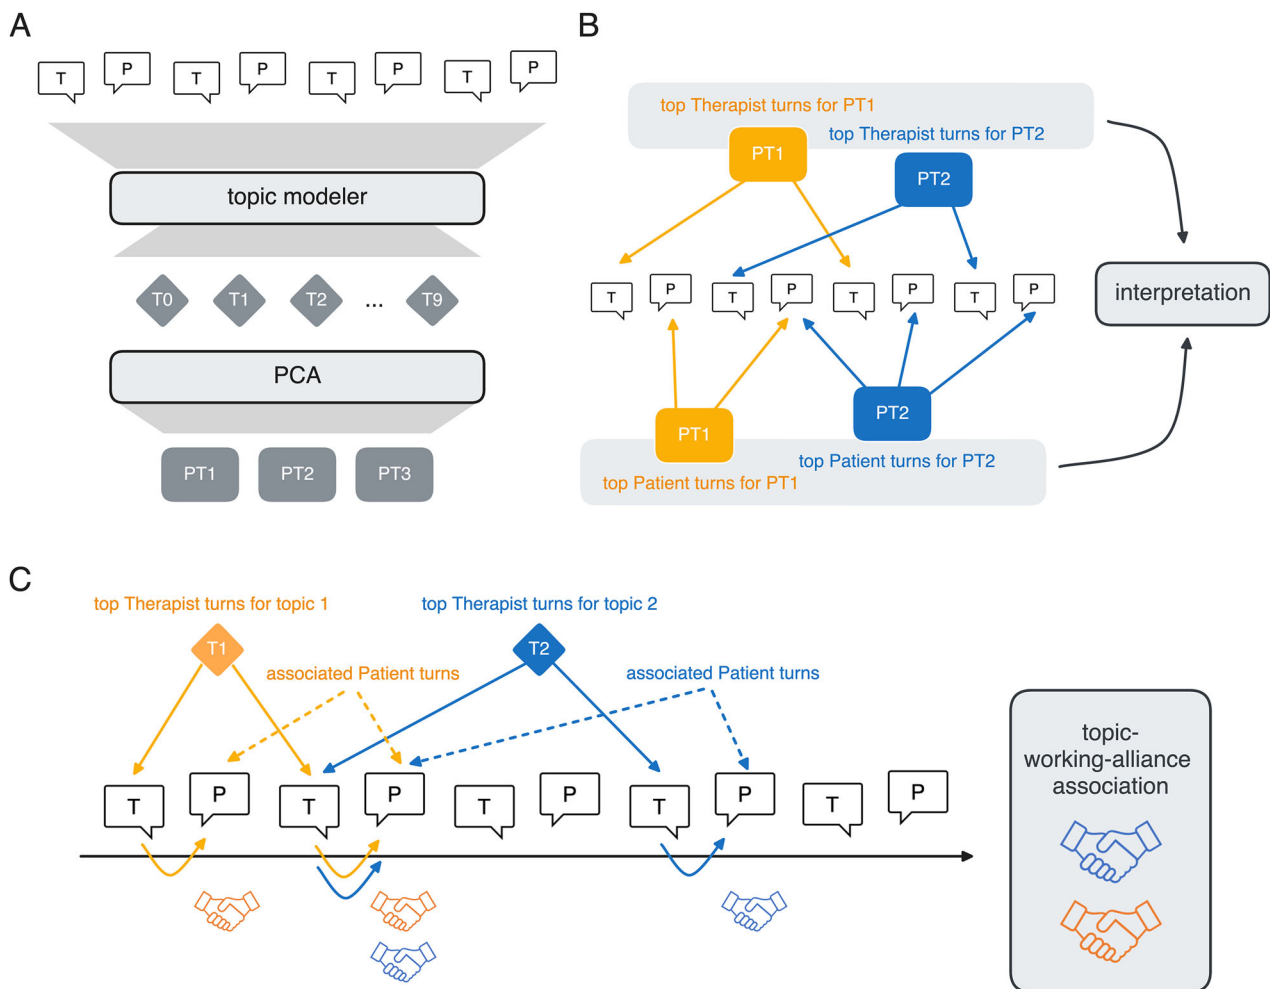 A
T P T P T P T P
topic modeler
T0 T1 T2 ... T9
PCA
PT1 PT2 PT3
B
top Therapist turns for PT1
top Therapist turns for PT2
PT1
PT2
T P T P T P T P
interpretation
PT2
PT1
top Patient turns for PT2
top Patient turns for PT1
C
top Therapist turns for topic 1
top Therapist turns for topic 2
T1
T2
associated Patient turns
associated Patient turns
T P T P T P T P T P
topic-
working-alliance
association